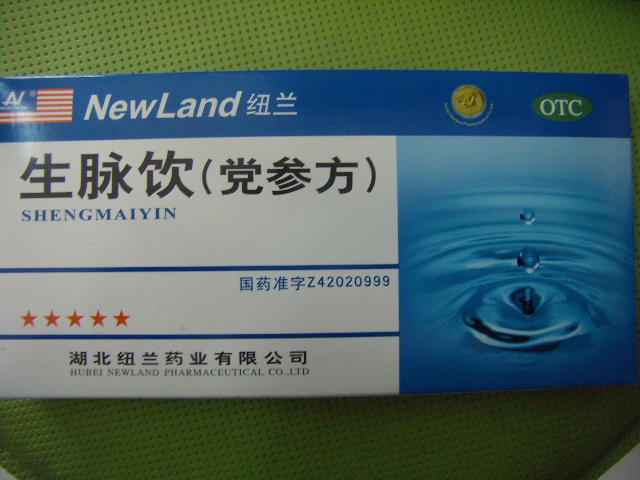 NewLand 纽兰
OTC
生脉饮(党参方)
SHENGMAIYIN
国药准字Z42020999
湖北纽兰药业有限公司
HUBEI NEWLAND PHARMACEUTICAL CO.,LTD